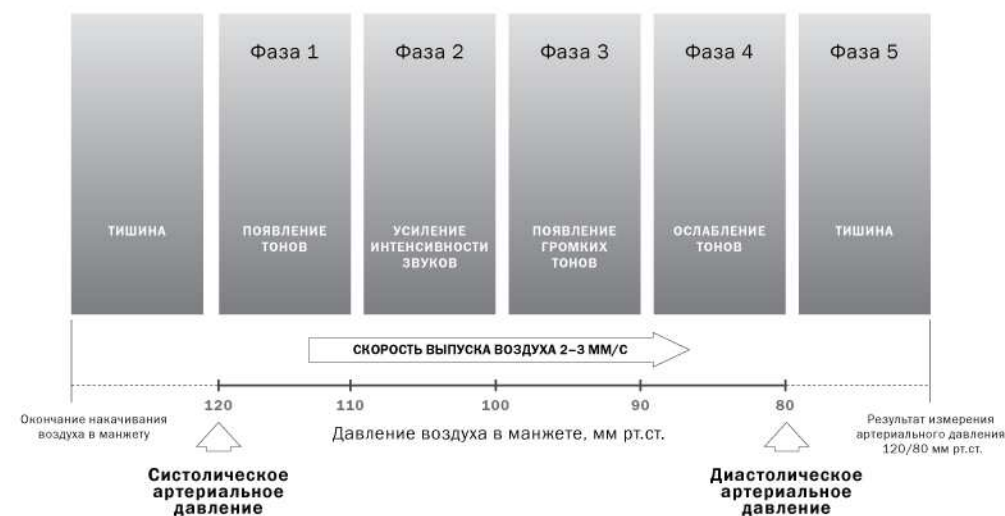 Фаза 1
Фаза 2
Фаза 3
Фаза 4
Фаза 5
ТИШИНА
ПОЯВЛЕНИЕ
ТОНОВ
УСИЛЕНИЕ
ИНТЕНСИВНОСТИ
ЗВУКОВ
ПОЯВЛЕНИЕ
ГРОМКИХ
ТОНОВ
ОСЛАБЛЕНИЕ
ТОНОВ
ТИШИНА
СКОРОСТЬ ВЫПУСКА ВОЗДУХА 2–3 ММ/С
120
110
100
90
80
Окончание накачивания
воздуха в манжету
Давление воздуха в манжете, мм рт.ст.
Результат измерения
артериального давления
120/80 мм рт.ст.
Систолическое
артериальное
давление
Диастолическое
артериальное
давление